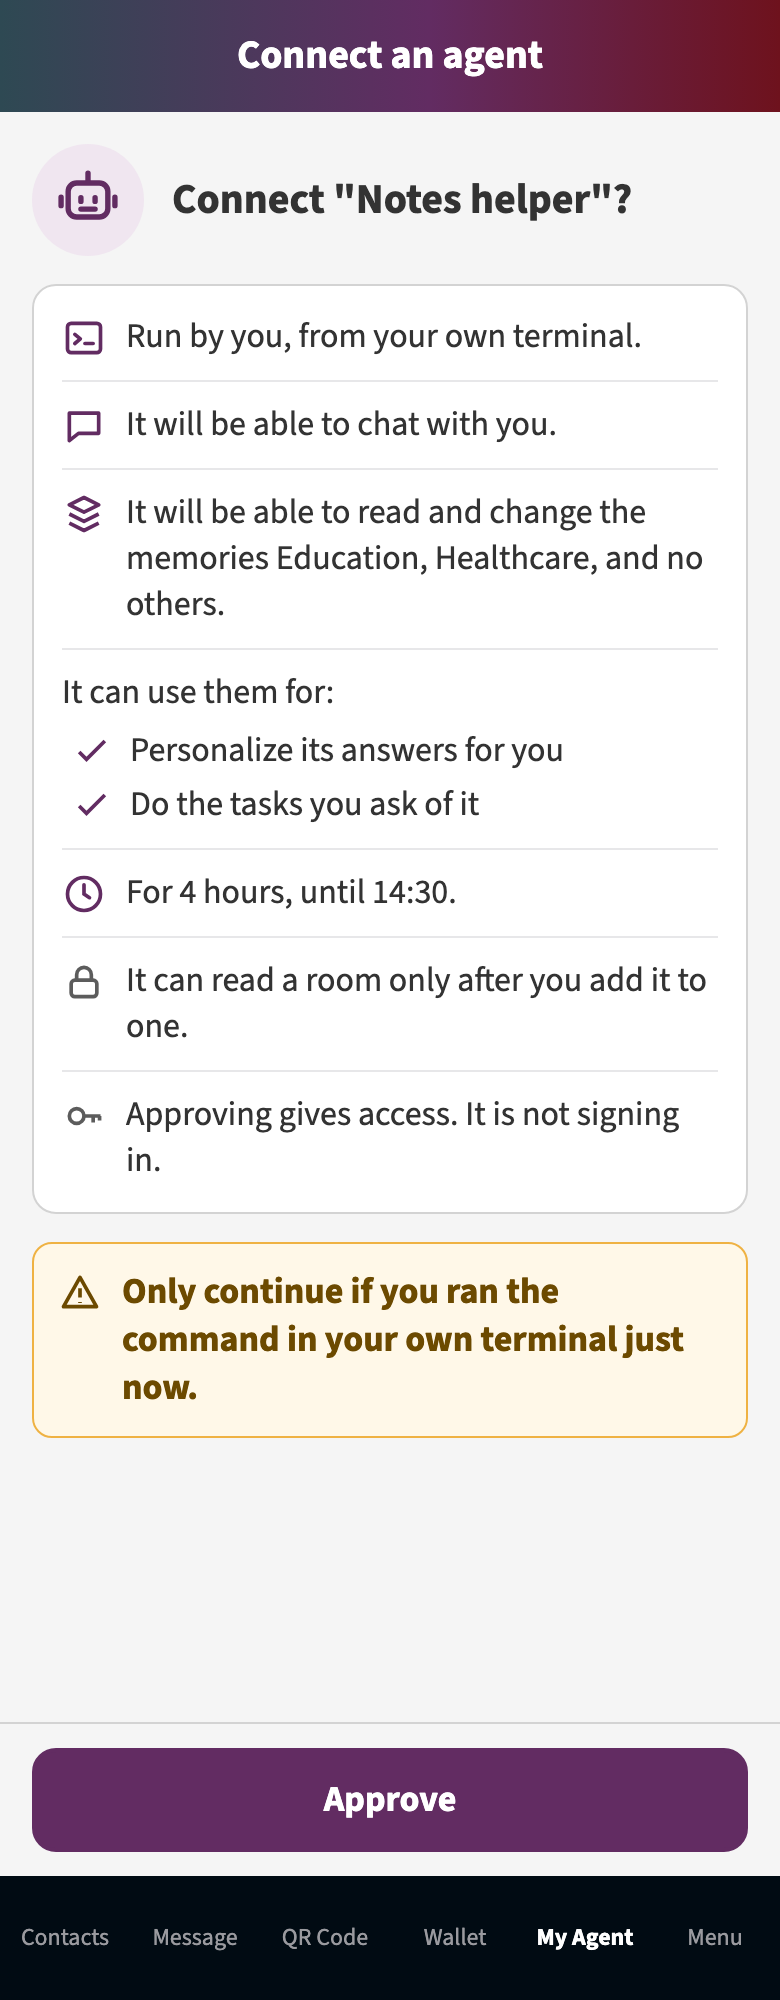 Connect an agent
Connect "Notes helper"?
Run by you, from your own terminal.
It will be able to chat with you.
It will be able to read and change the
memories Education, Healthcare, and no
others.
It can use them for:
Personalize its answers for you
Do the tasks you ask of it
For 4 hours, until 14:30.
It can read a room only after you add it to
one.
Approving gives access. It is not signing
in.
Only continue if you ran the
command in your own terminal just
now.
Approve
Contacts Message QR Code Wallet My Agent Menu